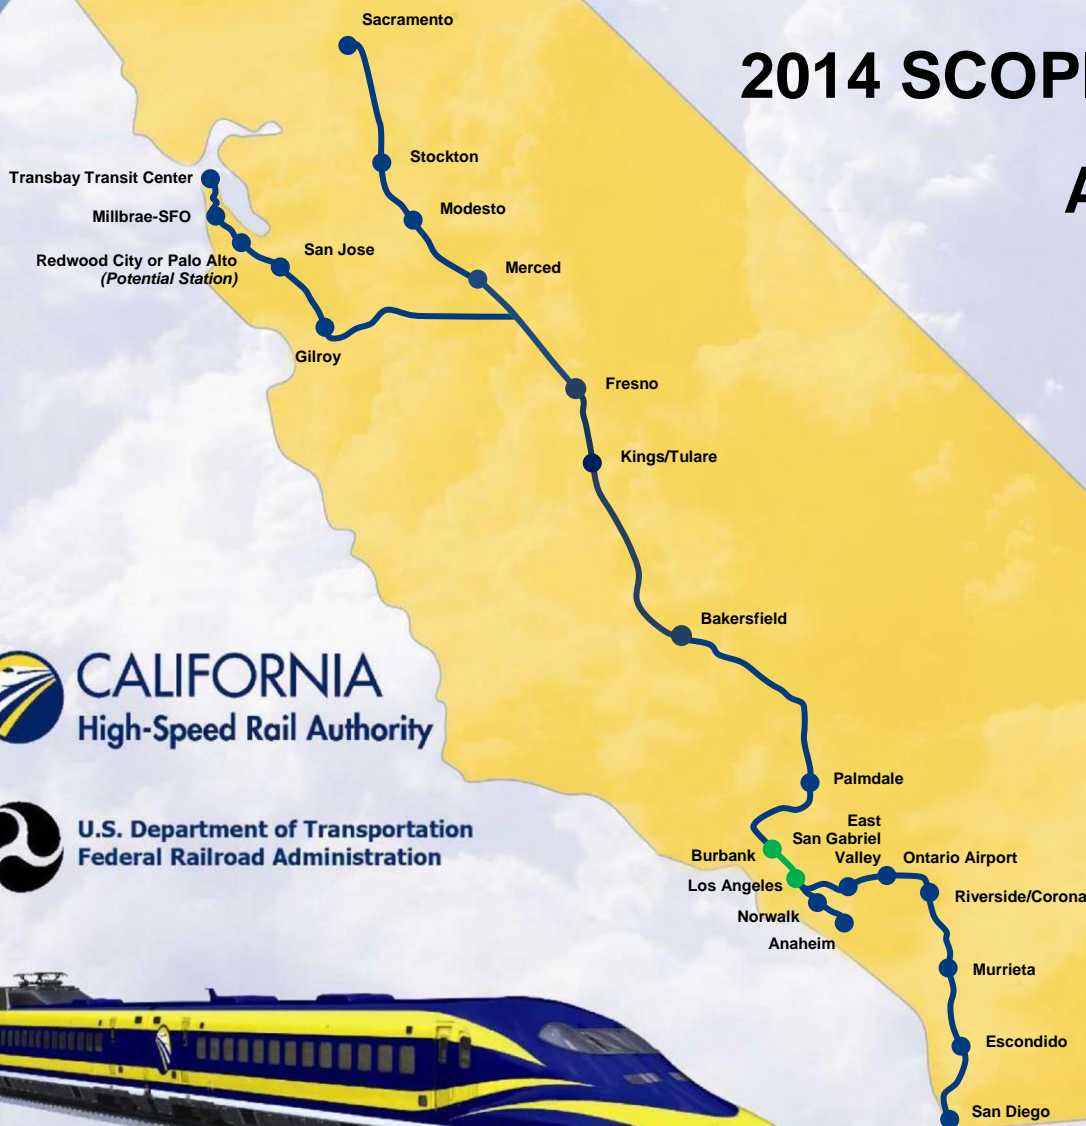 Sacramento
2014 SCOPI
A
Stockton
Transbay Transit Center
Modesto
Millbrae-SFO
San Jose
Redwood City or Palo Alto
(Potential Station)
Merced
Gilroy
Fresno
Kings/Tulare
Bakersfield
CALIFORNIA
High-Speed Rail Authority
Palmdale
U.S. Department of Transportation
Federal Railroad Administration
East
San Gabriel
Valley
Burbank
Ontario Airport
Los Angeles
Riverside/Corona
Norwalk
Anaheim
Murrieta
Escondido
San Diego